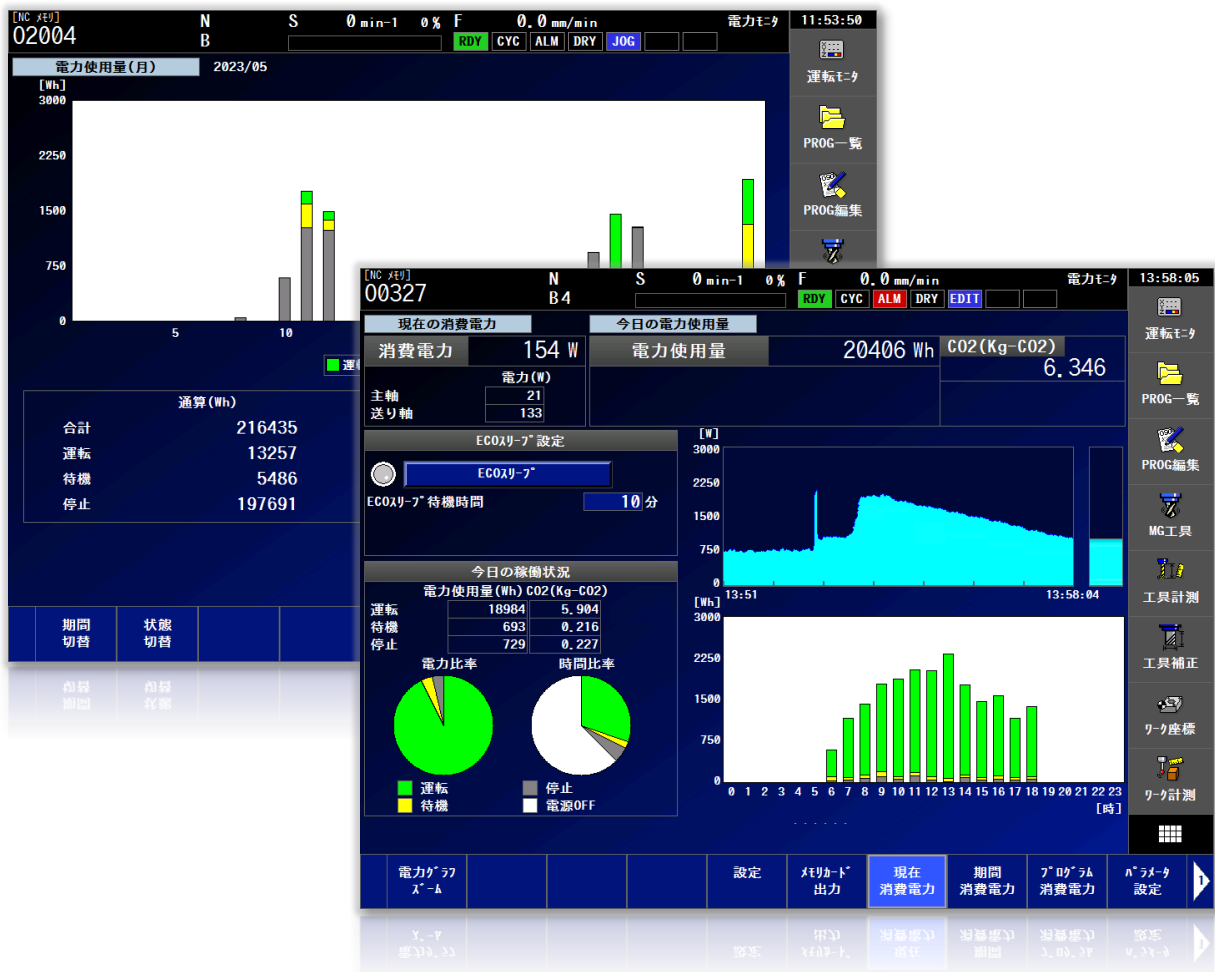 [NC ﾒﾓﾘ]
O2004
N
B
S 0 min-1 0 %
F 0.0 mm/min
RDY CYC ALM DRY JOG
電力ﾓﾆﾀ
11:53:50
運転ﾓﾆﾀ
PROG一覧
PROG編集
電力使用量(月) 2023/05
[Wh]
3000
2250
1500
750
0
5 10
通算(Wh)
合計 216435
運転 13257
待機 5486
停止 197691
期間切替
状態切替
[NC ﾒﾓﾘ]
O0327
N
B4
S 0 min-1 0 %
F 0.0 mm/min
RDY CYC ALM DRY EDIT
電力ﾓﾆﾀ
13:58:05
現在の消費電力
消費電力 154 W
電力(W)
主軸 21
送り軸 133
今日の電力使用量
電力使用量 20406 Wh
CO2(Kg-CO2)
6.346
ECOｽﾘｰﾌﾟ設定
ECOｽﾘｰﾌﾟ
ECOｽﾘｰﾌﾟ待機時間 10 分
今日の稼働状況
電力使用量(Wh) CO2(Kg-CO2)
運転 18984 5.904
待機 693 0.216
停止 729 0.227
電力比率 時間比率
運転 停止
待機 電源OFF
[W]
3000
2250
1500
750
0
13:51 13:58:04
[Wh]
3000
2250
1500
750
0
0 1 2 3 4 5 6 7 8 9 10 11 12 13 14 15 16 17 18 19 20 21 22 23
[時]
運転ﾓﾆﾀ
PROG一覧
PROG編集
MG工具
工具計測
工具補正
ﾜｰｸ座標
ﾜｰｸ計測
電力ｸﾞﾗﾌ
ｽﾞｰﾑ
設定
ﾒﾓﾘｶｰﾄﾞ
出力
現在
消費電力
期間
消費電力
ﾌﾟﾛｸﾞﾗﾑ
消費電力
ﾊﾟﾗﾒｰﾀ
設定
1